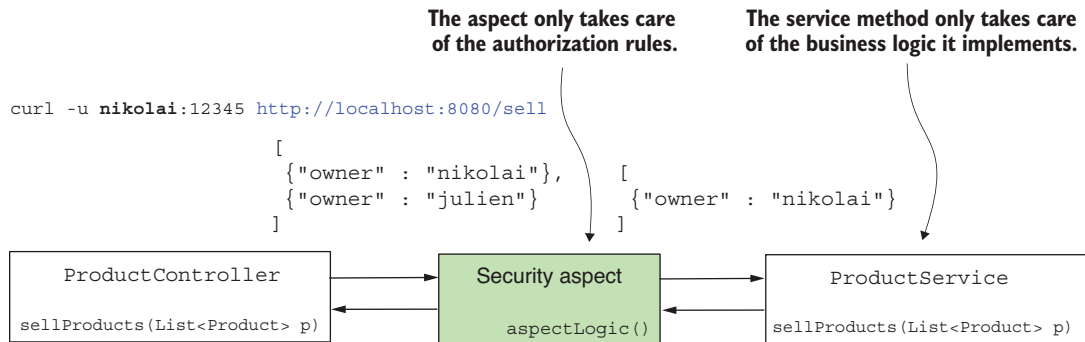 The aspect only takes care
of the authorization rules.
The service method only takes care
of the business logic it implements.
curl -u nikolai:12345 http://localhost:8080/sell
[
{"owner" : "nikolai"},
{"owner" : "julien"}
]
[
{"owner" : "nikolai"}
]
ProductController
sellProducts(List<Product> p)
Security aspect
aspectLogic()
ProductService
sellProducts(List<Product> p)